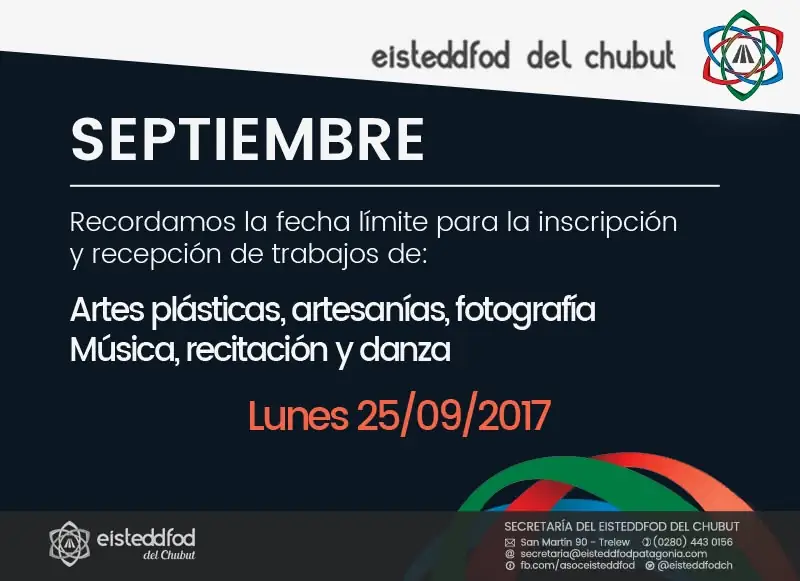 eisteddfod del chubut
SEPTIEMBRE
Recordamos la fecha límite para la inscripción
y recepción de trabajos de:
Artes plásticas, artesanías, fotografía
Música, recitación y danza
Lunes 25/09/2017
eisteddfod
del Chubut
SECRETARÍA DEL EISTEDDFOD DEL CHUBUT
San Martín 90 - Trelew (0280) 443 0156
@ secretaria@eisteddfodpatagonia.com
fb.com/asoceisteddfod @eisteddfodch